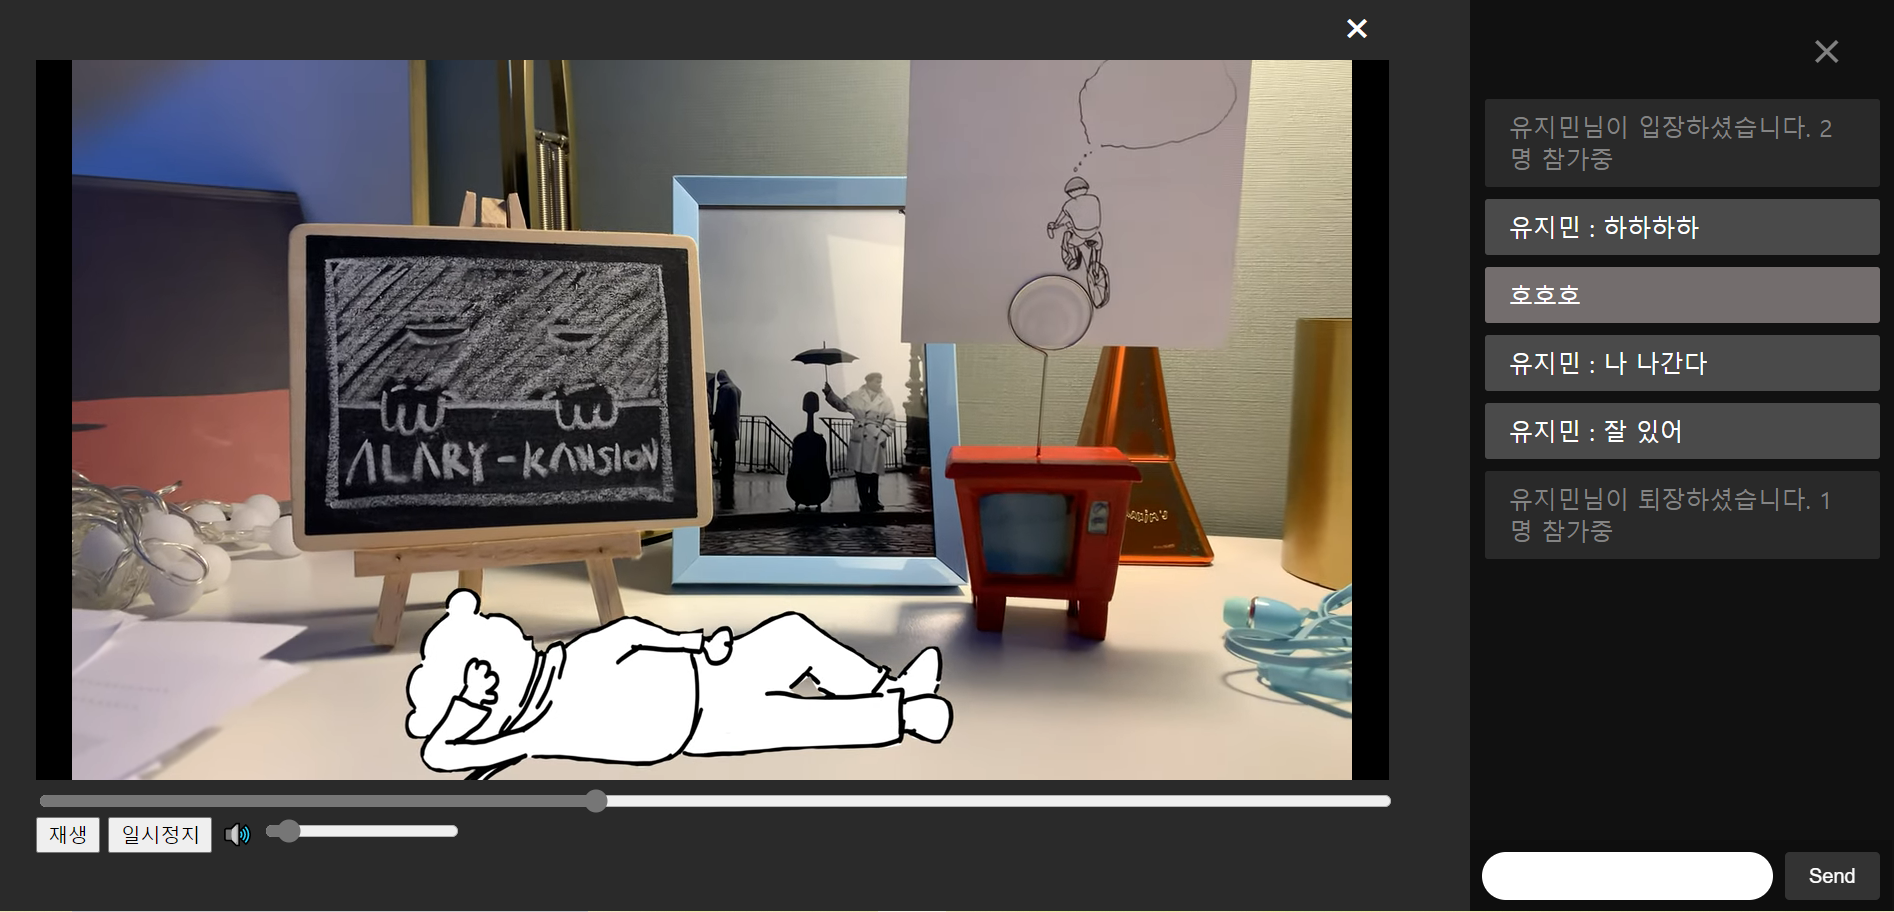 ALARY-KANSION
유지민님이 입장하셨습니다. 2
명 참가중
유지민 : 하하하하
호호호
유지민 : 나 나간다
유지민 : 잘 있어
유지민님이 퇴장하셨습니다. 1
명 참가중
재생 일시정지
Send